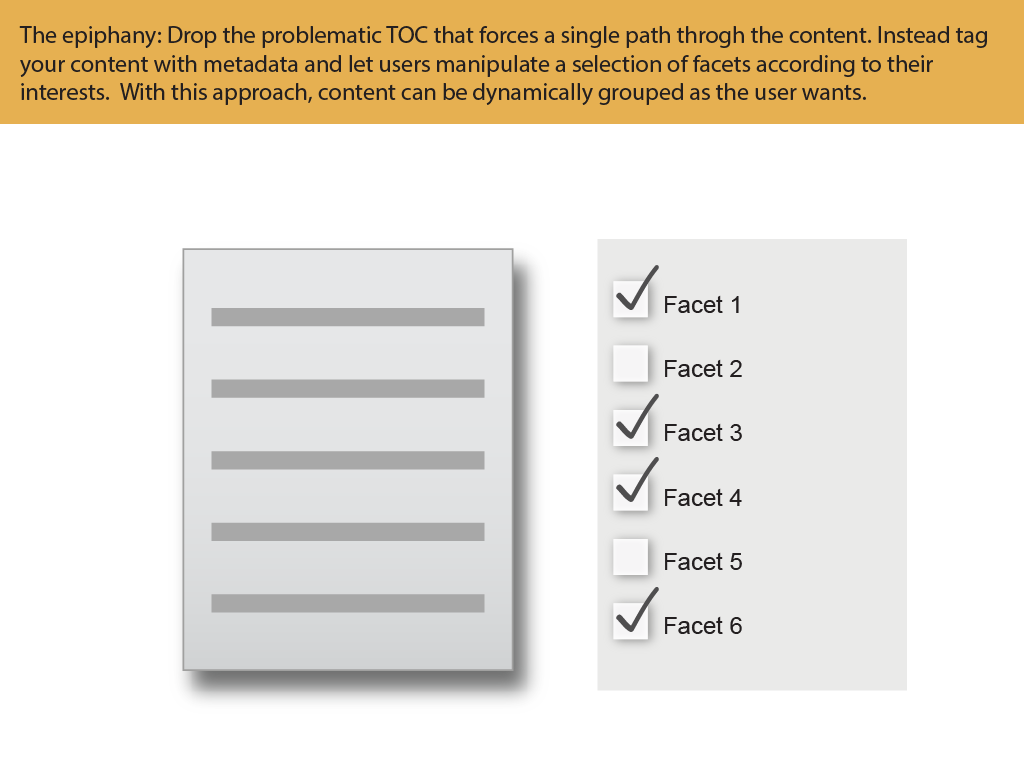 The epiphany: Drop the problematic TOC that forces a single path throgh the content. Instead tag
your content with metadata and let users manipulate a selection of facets according to their
interests.  With this approach, content can be dynamically grouped as the user wants.
Facet 1
Facet 2
Facet 3
Facet 4
Facet 5
Facet 6